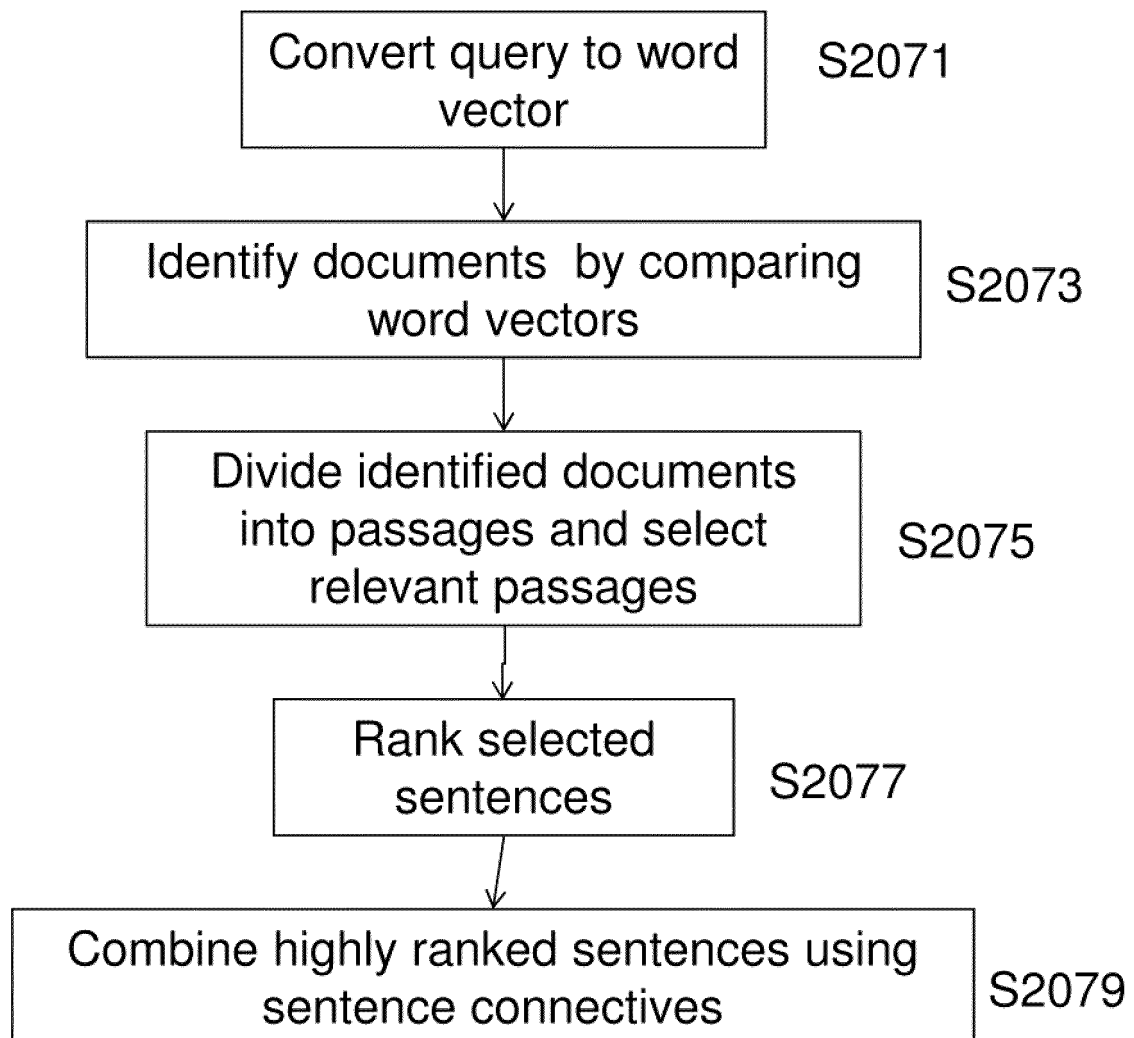 Convert query to word
vector
S2071
Identify documents by comparing
word vectors
S2073
Divide identified documents
into passages and select
relevant passages
S2075
Rank selected
sentences
S2077
Combine highly ranked sentences using
sentence connectives
S2079